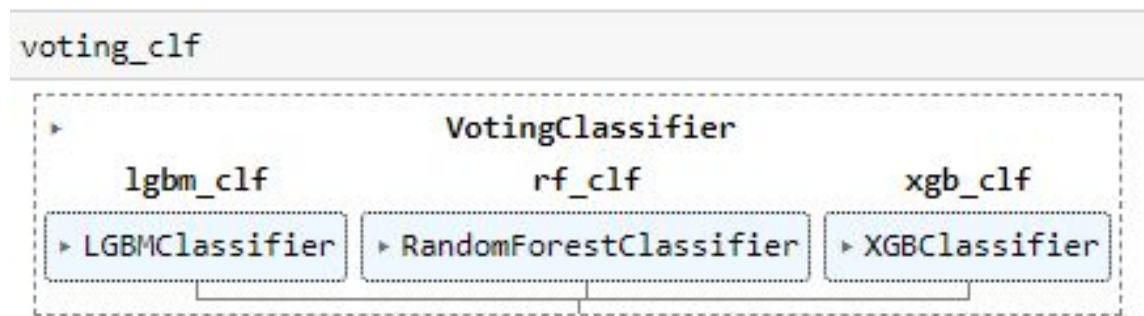 voting_clf
VotingClassifier
lgbm_clf rf_clf xgb_clf
LGBMClassifier RandomForestClassifier XGBClassifier